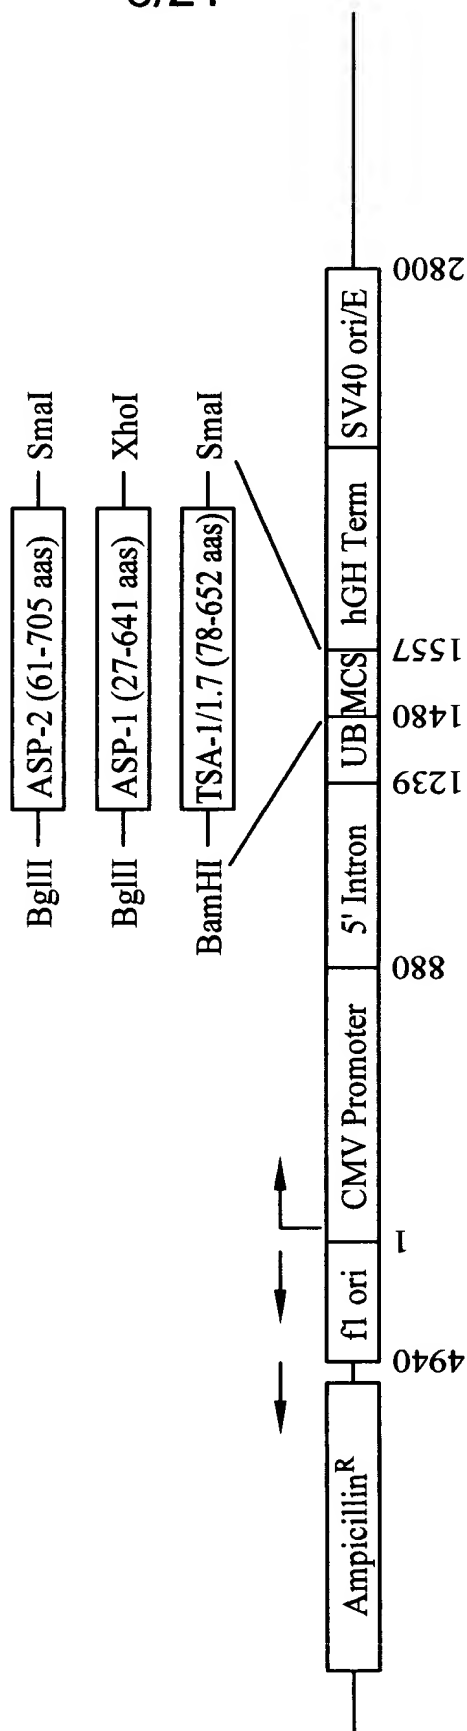 BglII ASP-2 (61-705 aas) SmaI
BglII ASP-1 (27-641 aas) XhoI
BamHI TSA-1/1.7 (78-652 aas) SmaI
Ampicillin^R f1 ori CMV Promoter 5' Intron UB MCS hGH Term SV40 ori/E
4940 1 880 1239 1480 1557 2800